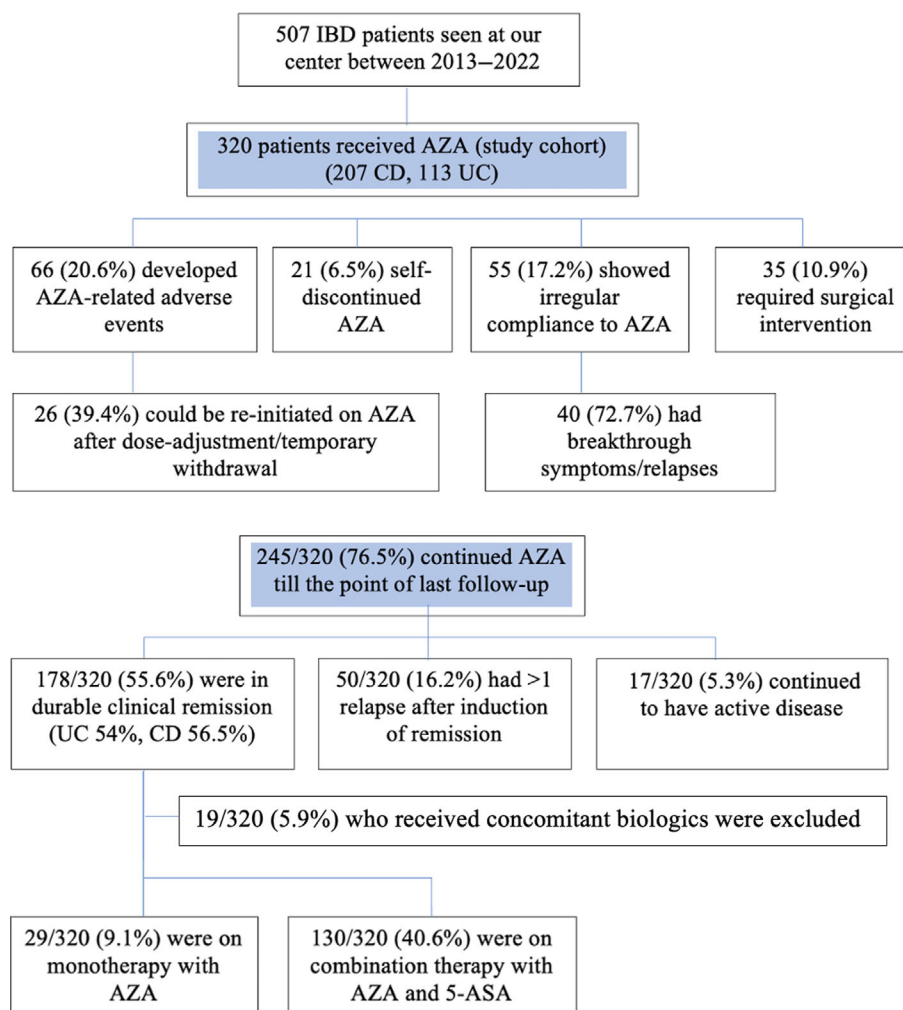 507 IBD patients seen at our
center between 2013–2022
320 patients received AZA (study cohort)
(207 CD, 113 UC)
66 (20.6%) developed
AZA-related adverse
events
21 (6.5%) self-
discontinued
AZA
55 (17.2%) showed
irregular
compliance to AZA
35 (10.9%)
required surgical
intervention
26 (39.4%) could be re-initiated on AZA
after dose-adjustment/temporary
withdrawal
40 (72.7%) had
breakthrough
symptoms/relapses
245/320 (76.5%) continued AZA
till the point of last follow-up
178/320 (55.6%) were in
durable clinical remission
(UC 54%, CD 56.5%)
50/320 (16.2%) had >1
relapse after induction
of remission
17/320 (5.3%) continued
to have active disease
19/320 (5.9%) who received concomitant biologics were excluded
29/320 (9.1%) were on
monotherapy with
AZA
130/320 (40.6%) were on
combination therapy with
AZA and 5-ASA